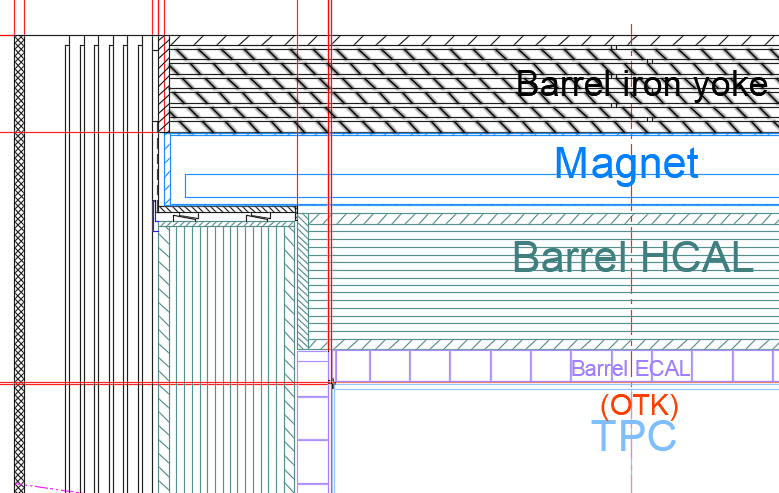 Barrel iron yoke
Magnet
Barrel HCAL
Barrel ECAL
(OTK)
TPC